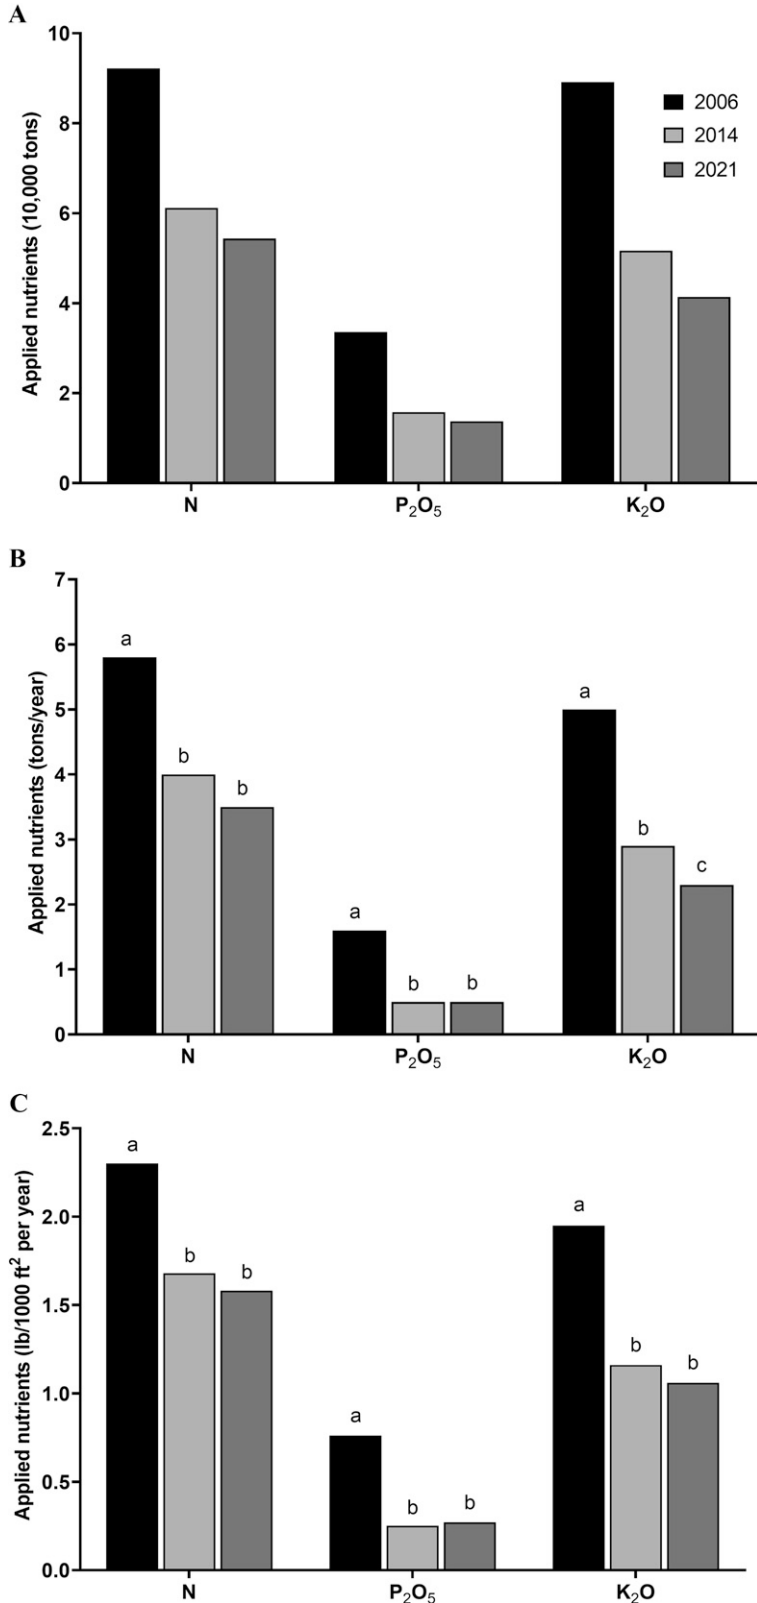 A
Applied nutrients (10,000 tons)
10
8
6
4
2
0
2006
2014
2021
N
P₂O₅
K₂O
B
Applied nutrients (tons/year)
7
6
5
4
3
2
1
0
a
b
b
a
b
b
a
b
c
N
P₂O₅
K₂O
C
Applied nutrients (lb/1000 ft² per year)
2.5
2.0
1.5
1.0
0.5
0.0
a
b
b
a
b
b
a
b
b
N
P₂O₅
K₂O